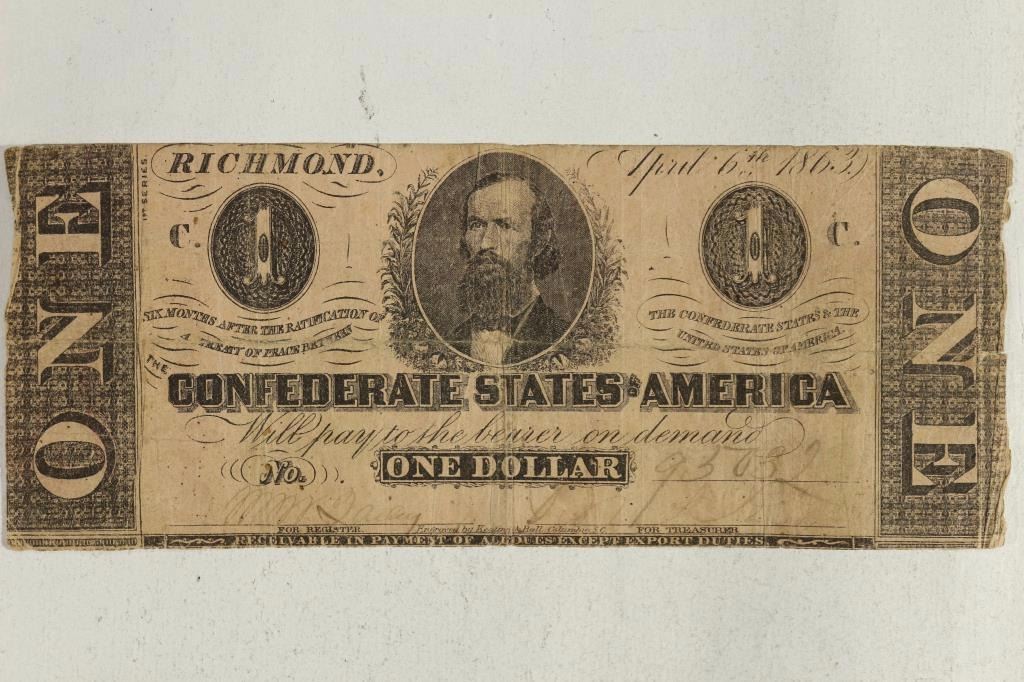 ONE
1ST SERIES.
RICHMOND.
April 6th 1863
C. 1
1 C.
SIX MONTHS AFTER THE RATIFICATION OF
A TREATY OF PEACE BETWEEN
THE CONFEDERATE STATES & THE
UNITED STATES OF AMERICA.
THE
CONFEDERATE STATES OF AMERICA
Will pay to the bearer on demand
No. ONE DOLLAR
FOR REGISTER. Engraved by Keatinge & Ball, Columbia, S.C. FOR TREASURER
RECEIVABLE IN PAYMENT OF ALL DUES EXCEPT EXPORT DUTIES.
ONE